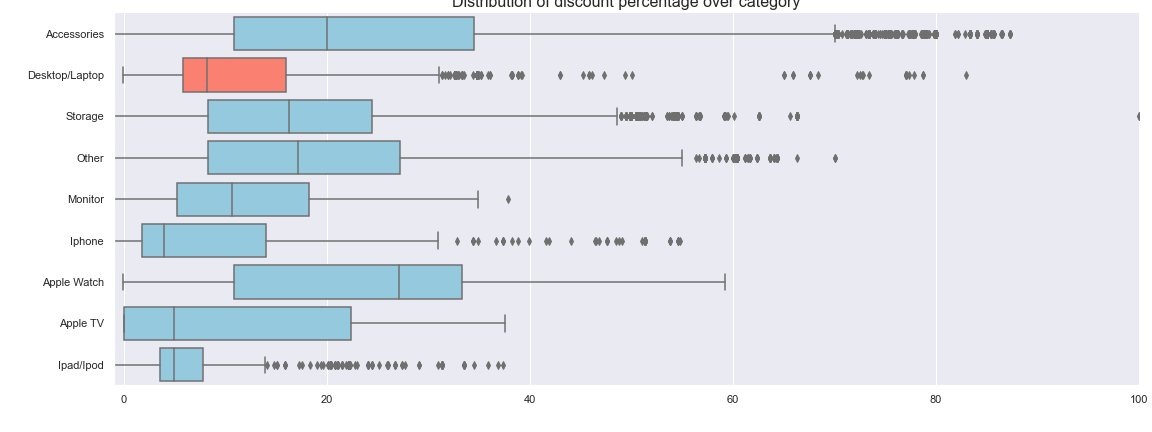 Distribution of discount percentage over category
Accessories
Desktop/Laptop
Storage
Other
Monitor
Iphone
Apple Watch
Apple TV
Ipad/Ipod
0 20 40 60 80 100